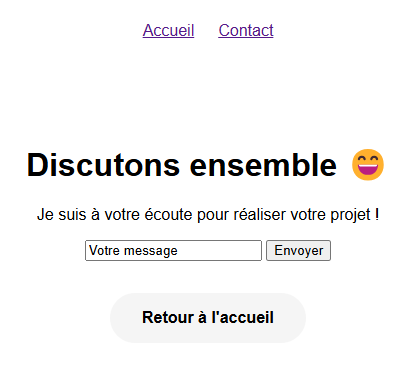 Accueil Contact
Discutons ensemble 😄
Je suis à votre écoute pour réaliser votre projet !
Votre message Envoyer
Retour à l'accueil